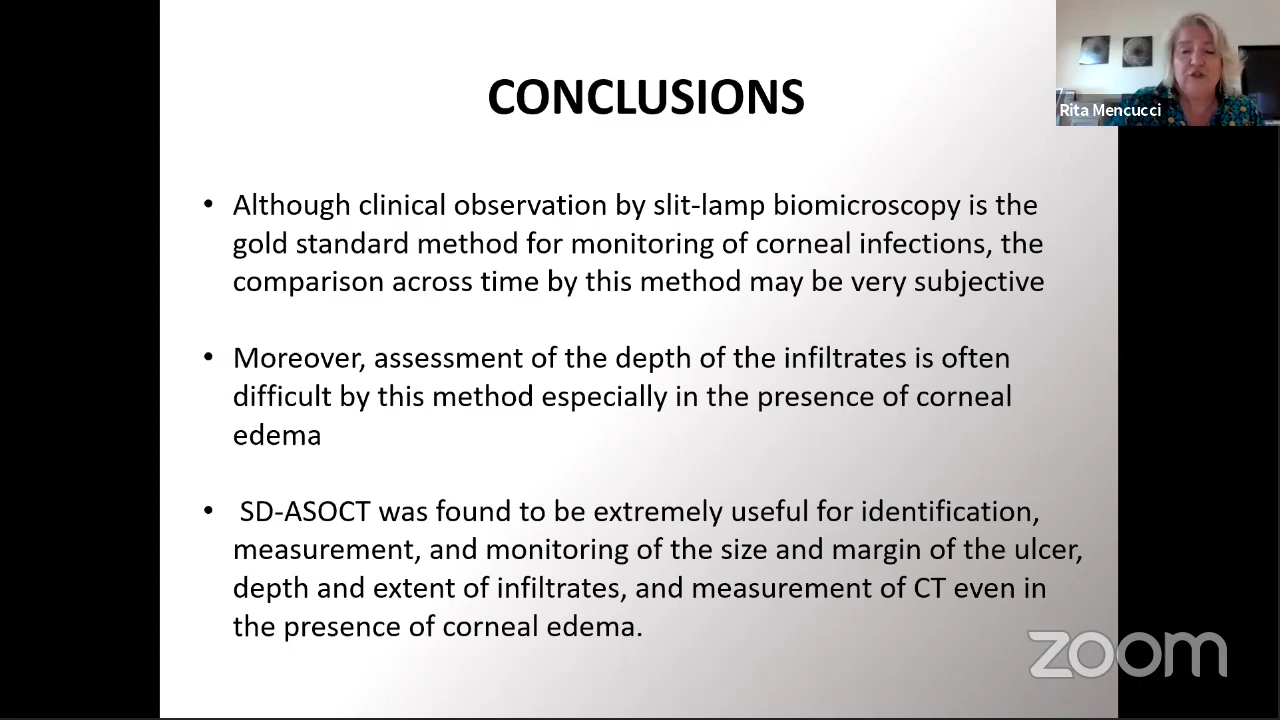 CONCLUSIONS
Rita Mencucci
• Although clinical observation by slit-lamp biomicroscopy is the
gold standard method for monitoring of corneal infections, the
comparison across time by this method may be very subjective
• Moreover, assessment of the depth of the infiltrates is often
difficult by this method especially in the presence of corneal
edema
• SD-ASOCT was found to be extremely useful for identification,
measurement, and monitoring of the size and margin of the ulcer,
depth and extent of infiltrates, and measurement of CT even in
the presence of corneal edema.
zoom